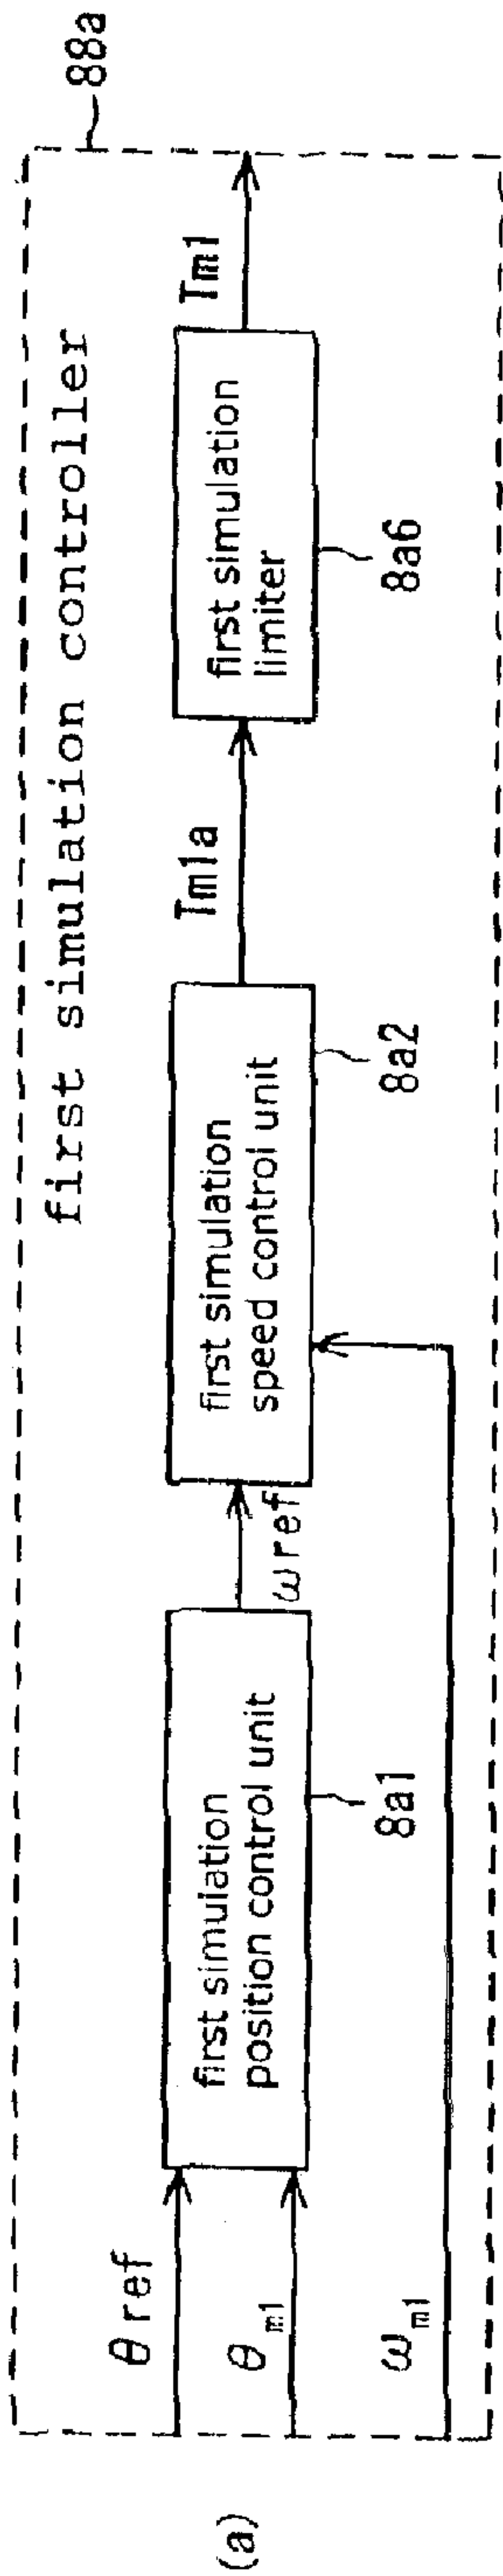 (a)
88a
first simulation controller
θref
θm1
ωm1
first simulation
position control unit
8a1
ωref
first simulation
speed control unit
8a2
Tm1a
first simulation
limiter
8a6
Tm1